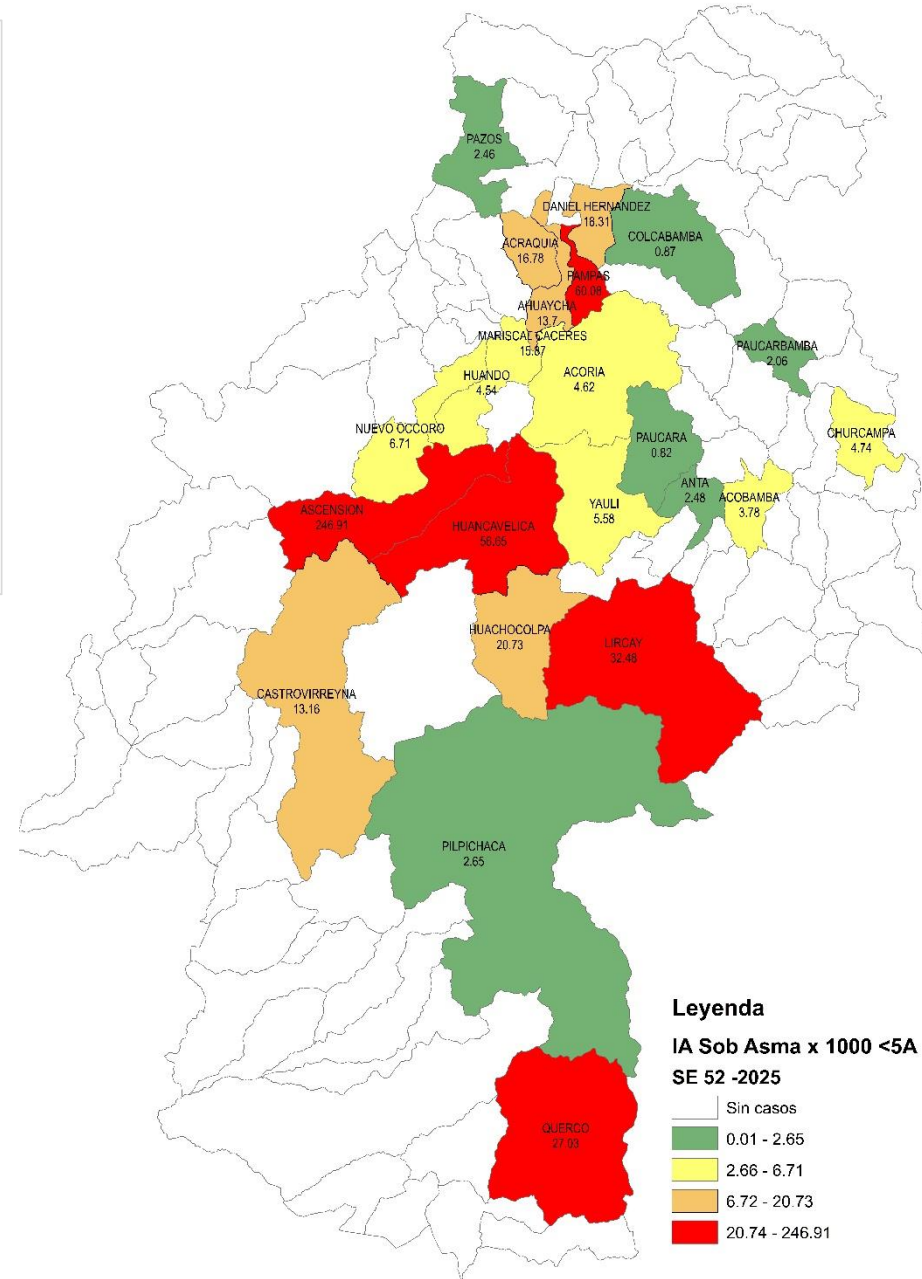 PAZOS
2.46
DANIEL HERNANDEZ
18.31
COLCABAMBA
0.87
ACRAQUIA
16.78
PAMPAS
60.08
AHUAYCHA
13.7
MARISCAL CACERES
15.87
PAUCARBAMBA
2.06
HUANDO
4.54
ACORIA
4.62
NUEVO OCCORO
6.71
PAUCARA
0.62
CHURCAMPA
4.74
ANTA
2.48
ACOBAMBA
3.78
YAULI
5.58
ASCENSION
246.91
HUANCAVELICA
56.65
HUACHOCOLPA
20.73
LIRCAY
32.48
CASTROVIRREYNA
13.16
PILPICHACA
2.65
QUERCO
27.03
Leyenda
IA Sob Asma x 1000 <5A
SE 52 -2025
Sin casos
0.01 - 2.65
2.66 - 6.71
6.72 - 20.73
20.74 - 246.91